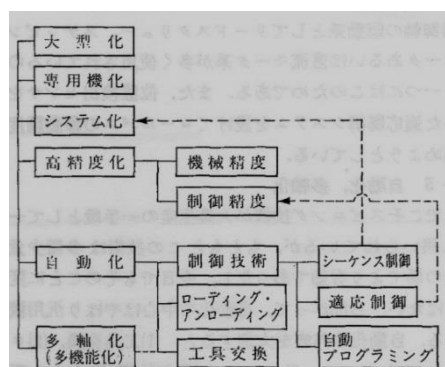 大型化
専用機化
システム化
高精度化
機械精度
制御精度
自動化
制御技術
シーケンス制御
ローディング・
アンローディング
適応制御
多軸化
(多機能化)
工具交換
自動
プログラミング